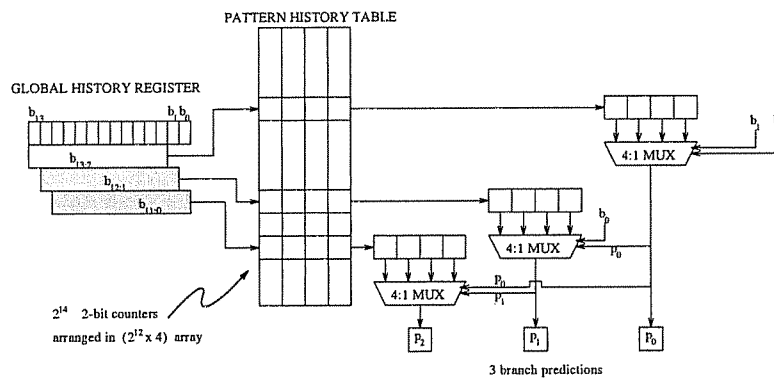 PATTERN HISTORY TABLE
GLOBAL HISTORY REGISTER
b13 b1 b0
b13:2
b12:1
b11:0
b1
4:1 MUX
b0
4:1 MUX
p0
4:1 MUX
p0
p1
2^14 2-bit counters
arranged in (2^12 x 4) array
p2 p1 p0
3 branch predictions